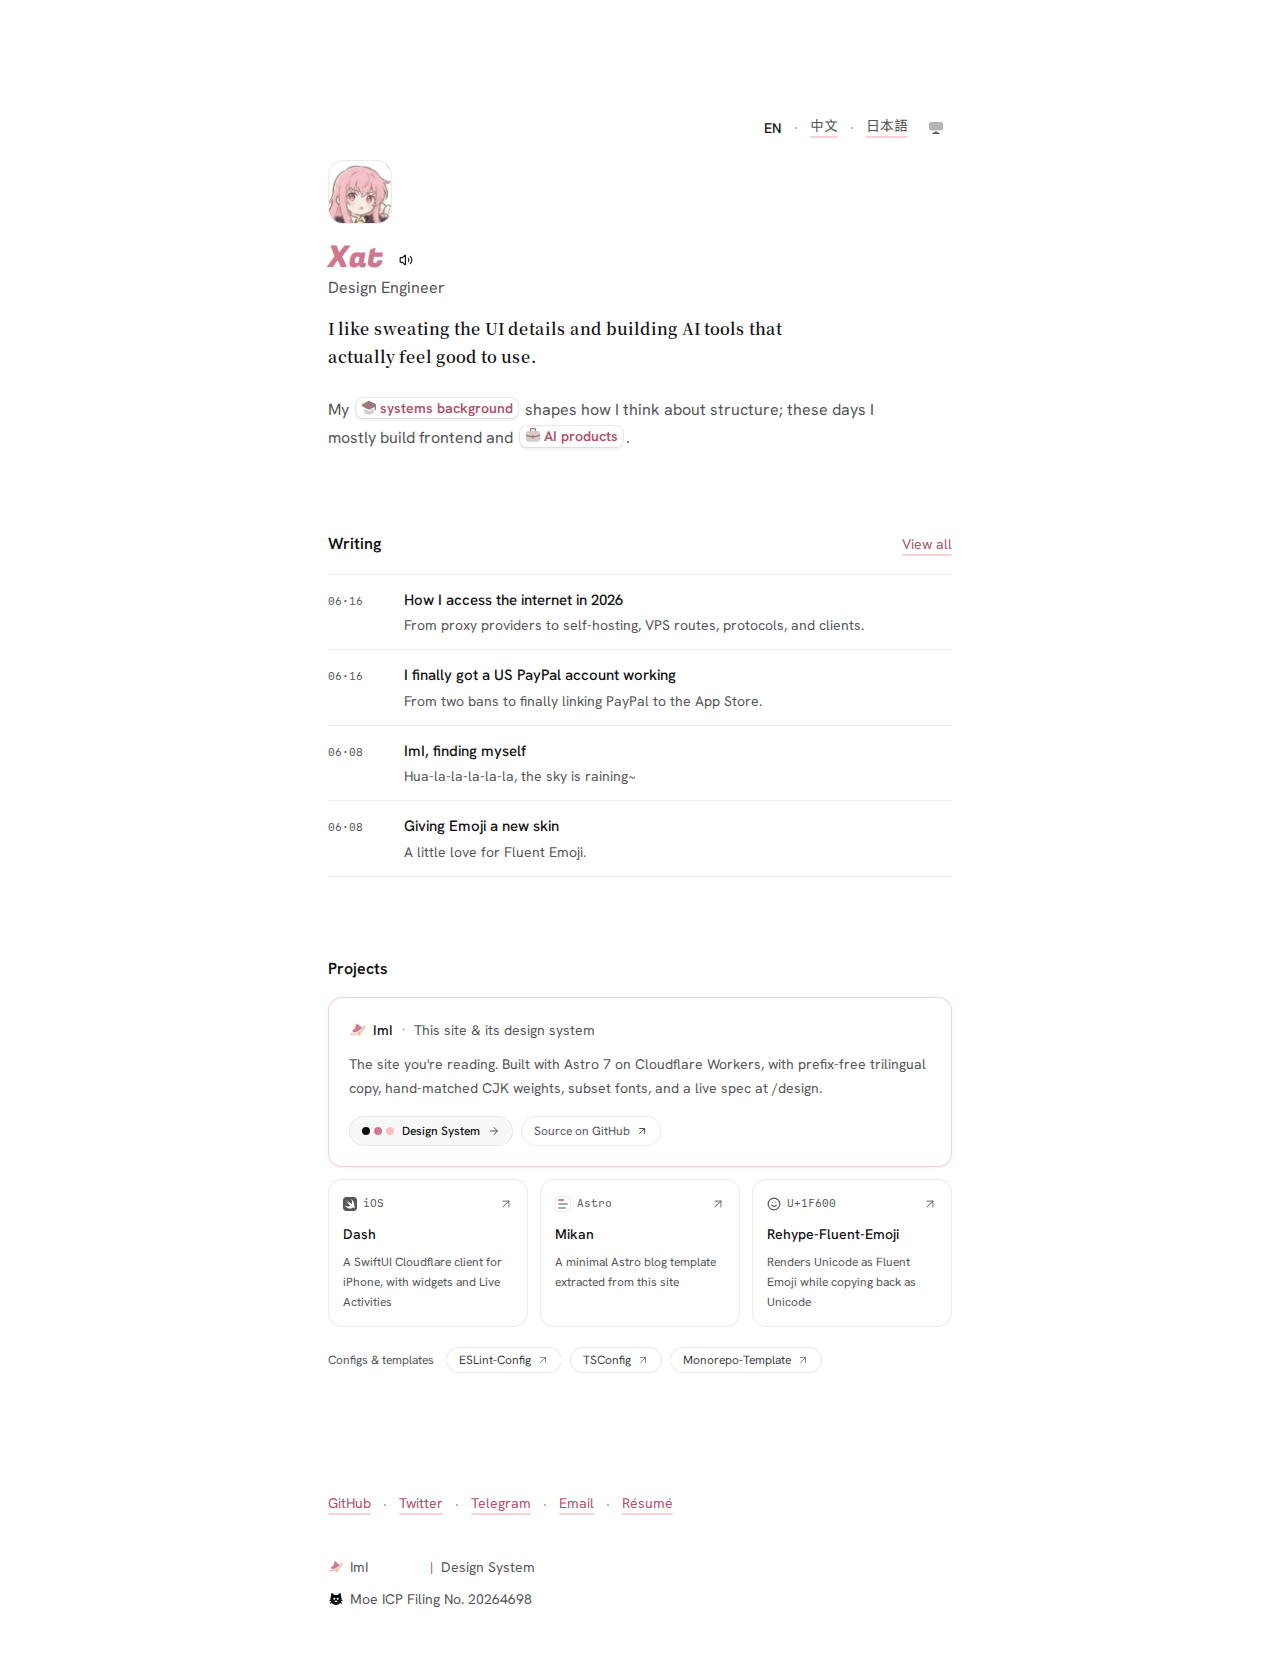 EN · 中文 · 日本語
Xat
Design Engineer
I like sweating the UI details and building AI tools that
actually feel good to use.
My systems background shapes how I think about structure; these days I
mostly build frontend and AI products.
Writing
View all
06·16
How I access the internet in 2026
From proxy providers to self-hosting, VPS routes, protocols, and clients.
06·16
I finally got a US PayPal account working
From two bans to finally linking PayPal to the App Store.
06·08
ImI, finding myself
Hua-la-la-la-la-la, the sky is raining~
06·08
Giving Emoji a new skin
A little love for Fluent Emoji.
Projects
ImI · This site & its design system
The site you're reading. Built with Astro 7 on Cloudflare Workers, with prefix-free trilingual
copy, hand-matched CJK weights, subset fonts, and a live spec at /design.
Design System
Source on GitHub
iOS
Dash
A SwiftUI Cloudflare client for
iPhone, with widgets and Live
Activities
Astro
Mikan
A minimal Astro blog template
extracted from this site
U+1F600
Rehype-Fluent-Emoji
Renders Unicode as Fluent
Emoji while copying back as
Unicode
Configs & templates
ESLint-Config
TSConfig
Monorepo-Template
GitHub · Twitter · Telegram · Email · Résumé
ImI | Design System
Moe ICP Filing No. 20264698